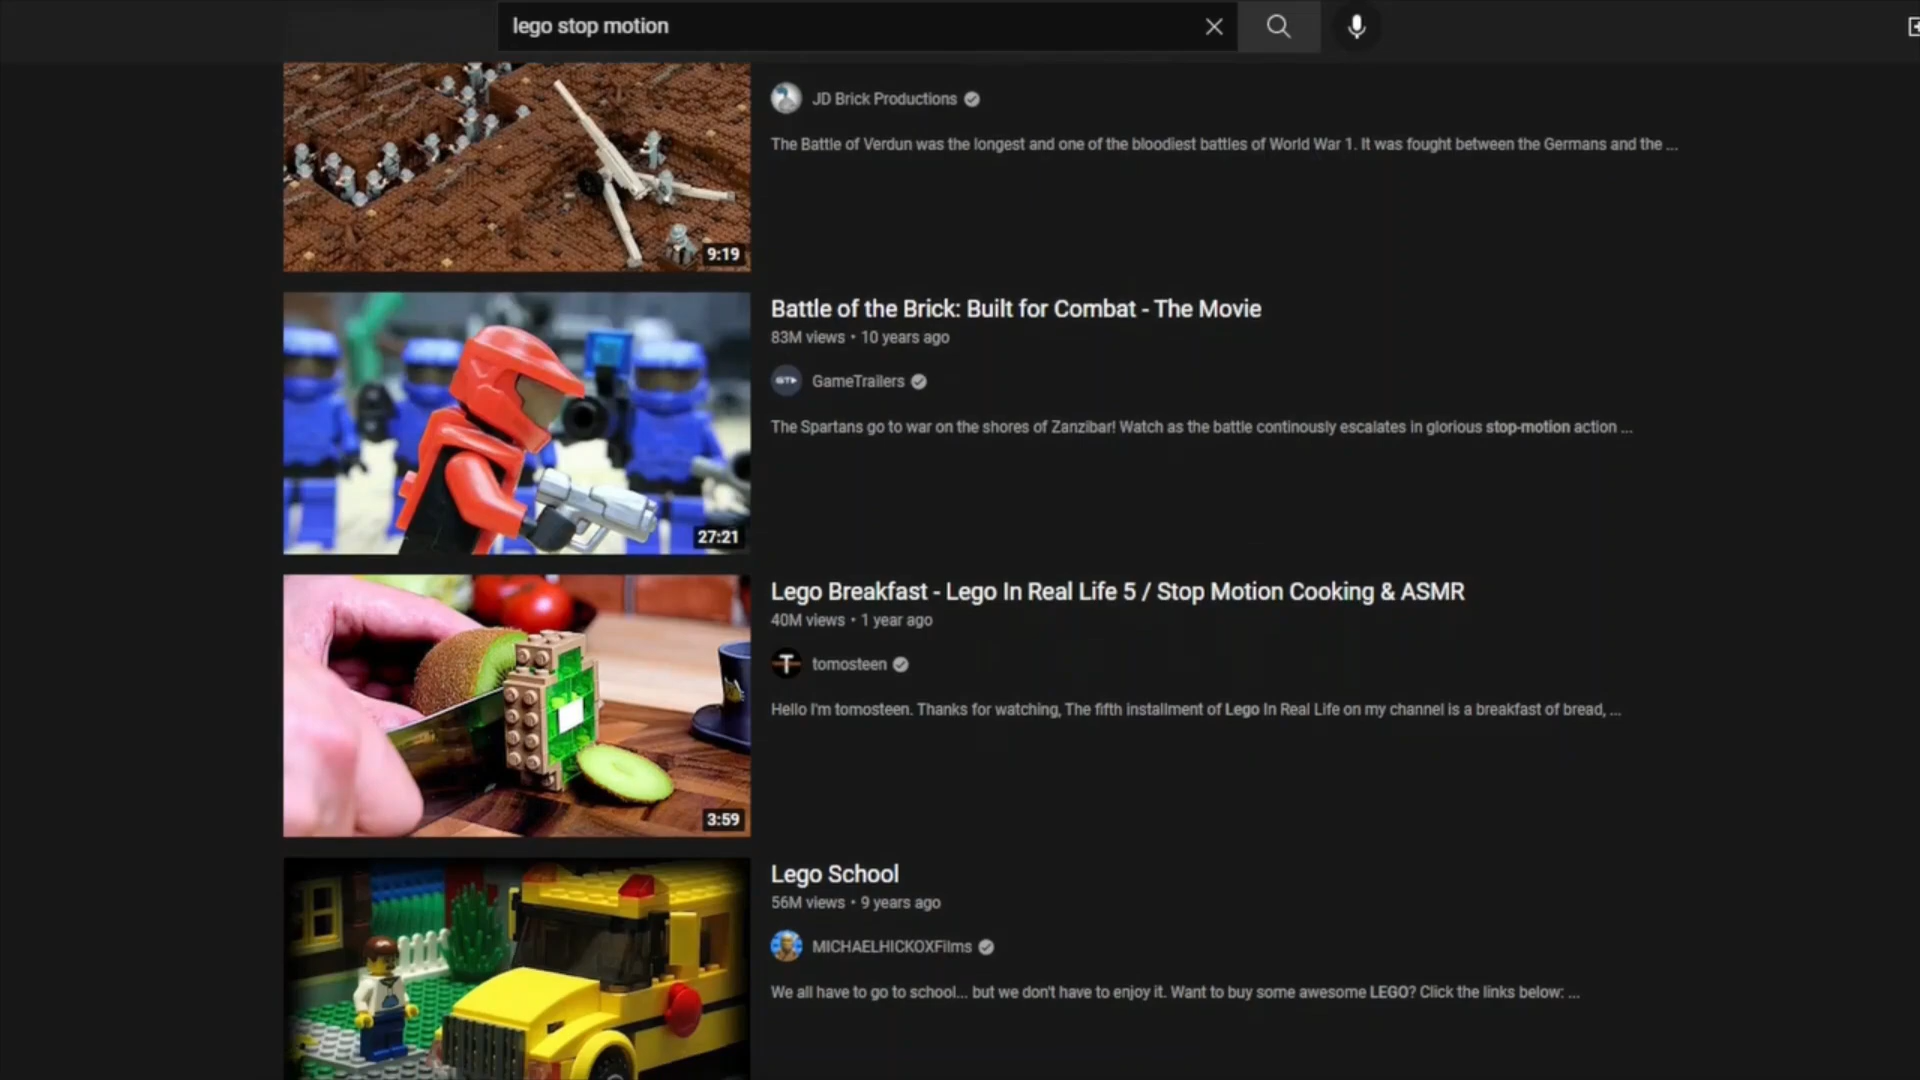 lego stop motion
JD Brick Productions
The Battle of Verdun was the longest and one of the bloodiest battles of World War 1. It was fought between the Germans and the ...
9:19
Battle of the Brick: Built for Combat - The Movie
83M views • 10 years ago
GT
GameTrailers
The Spartans go to war on the shores of Zanzibar! Watch as the battle continously escalates in glorious stop-motion action ...
27:21
Lego Breakfast - Lego In Real Life 5 / Stop Motion Cooking & ASMR
40M views • 1 year ago
T
tomosteen
Hello I'm tomosteen. Thanks for watching, The fifth installment of Lego In Real Life on my channel is a breakfast of bread, ...
3:59
Lego School
56M views • 9 years ago
MICHAELHICKOXFilms
We all have to go to school... but we don't have to enjoy it. Want to buy some awesome LEGO? Click the links below: ...